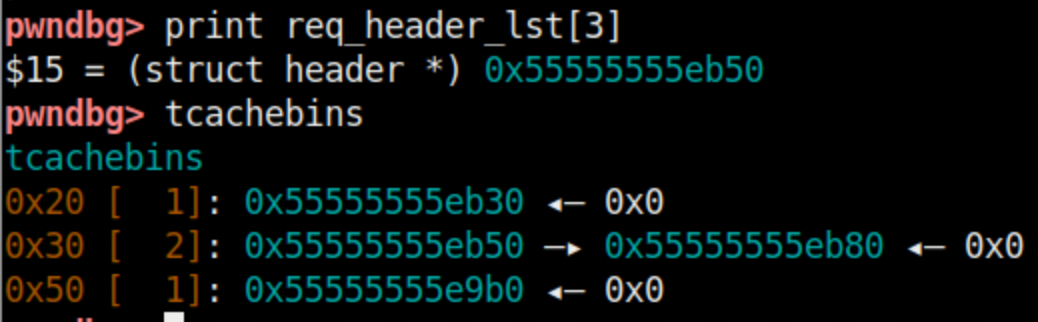 pwndbg> print req_header_lst[3]
$15 = (struct header *) 0x55555555eb50
pwndbg> tcachebins
tcachebins
0x20 [  1]: 0x55555555eb30 ◂— 0x0
0x30 [  2]: 0x55555555eb50 —▸ 0x55555555eb80 ◂— 0x0
0x50 [  1]: 0x55555555e9b0 ◂— 0x0